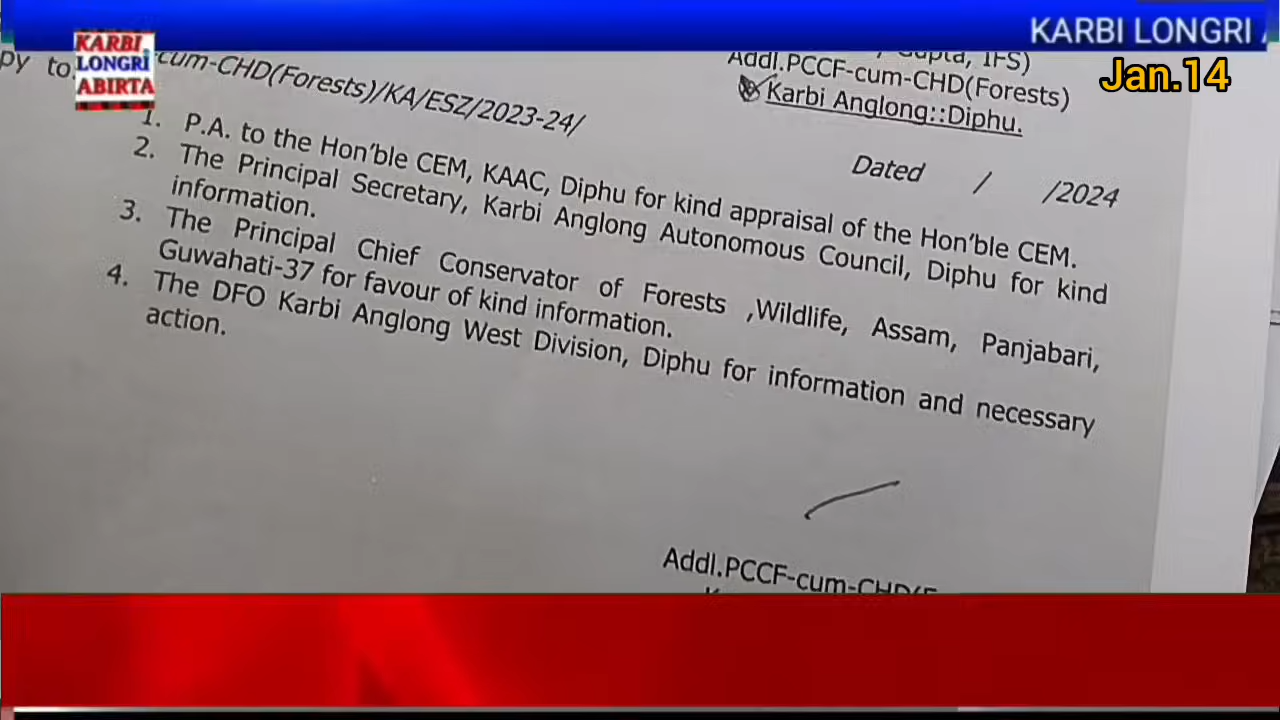 KARBI LONGRI
KARBI
LONGRI
ABIRTA
Jan.14
Gupta, IFS)
Addl.PCCF-cum-CHD(Forests)
Karbi Anglong::Diphu.
-cum-CHD(Forests)/KA/ESZ/2023-24/
Dated / /2024
py to
1. P.A. to the Hon'ble CEM, KAAC, Diphu for kind appraisal of the Hon'ble CEM.
2. The Principal Secretary, Karbi Anglong Autonomous Council, Diphu for kind
information.
3. The Principal Chief Conservator of Forests ,Wildlife, Assam, Panjabari,
Guwahati-37 for favour of kind information.
4. The DFO Karbi Anglong West Division, Diphu for information and necessary
action.
Addl.PCCF-cum-CHD(F